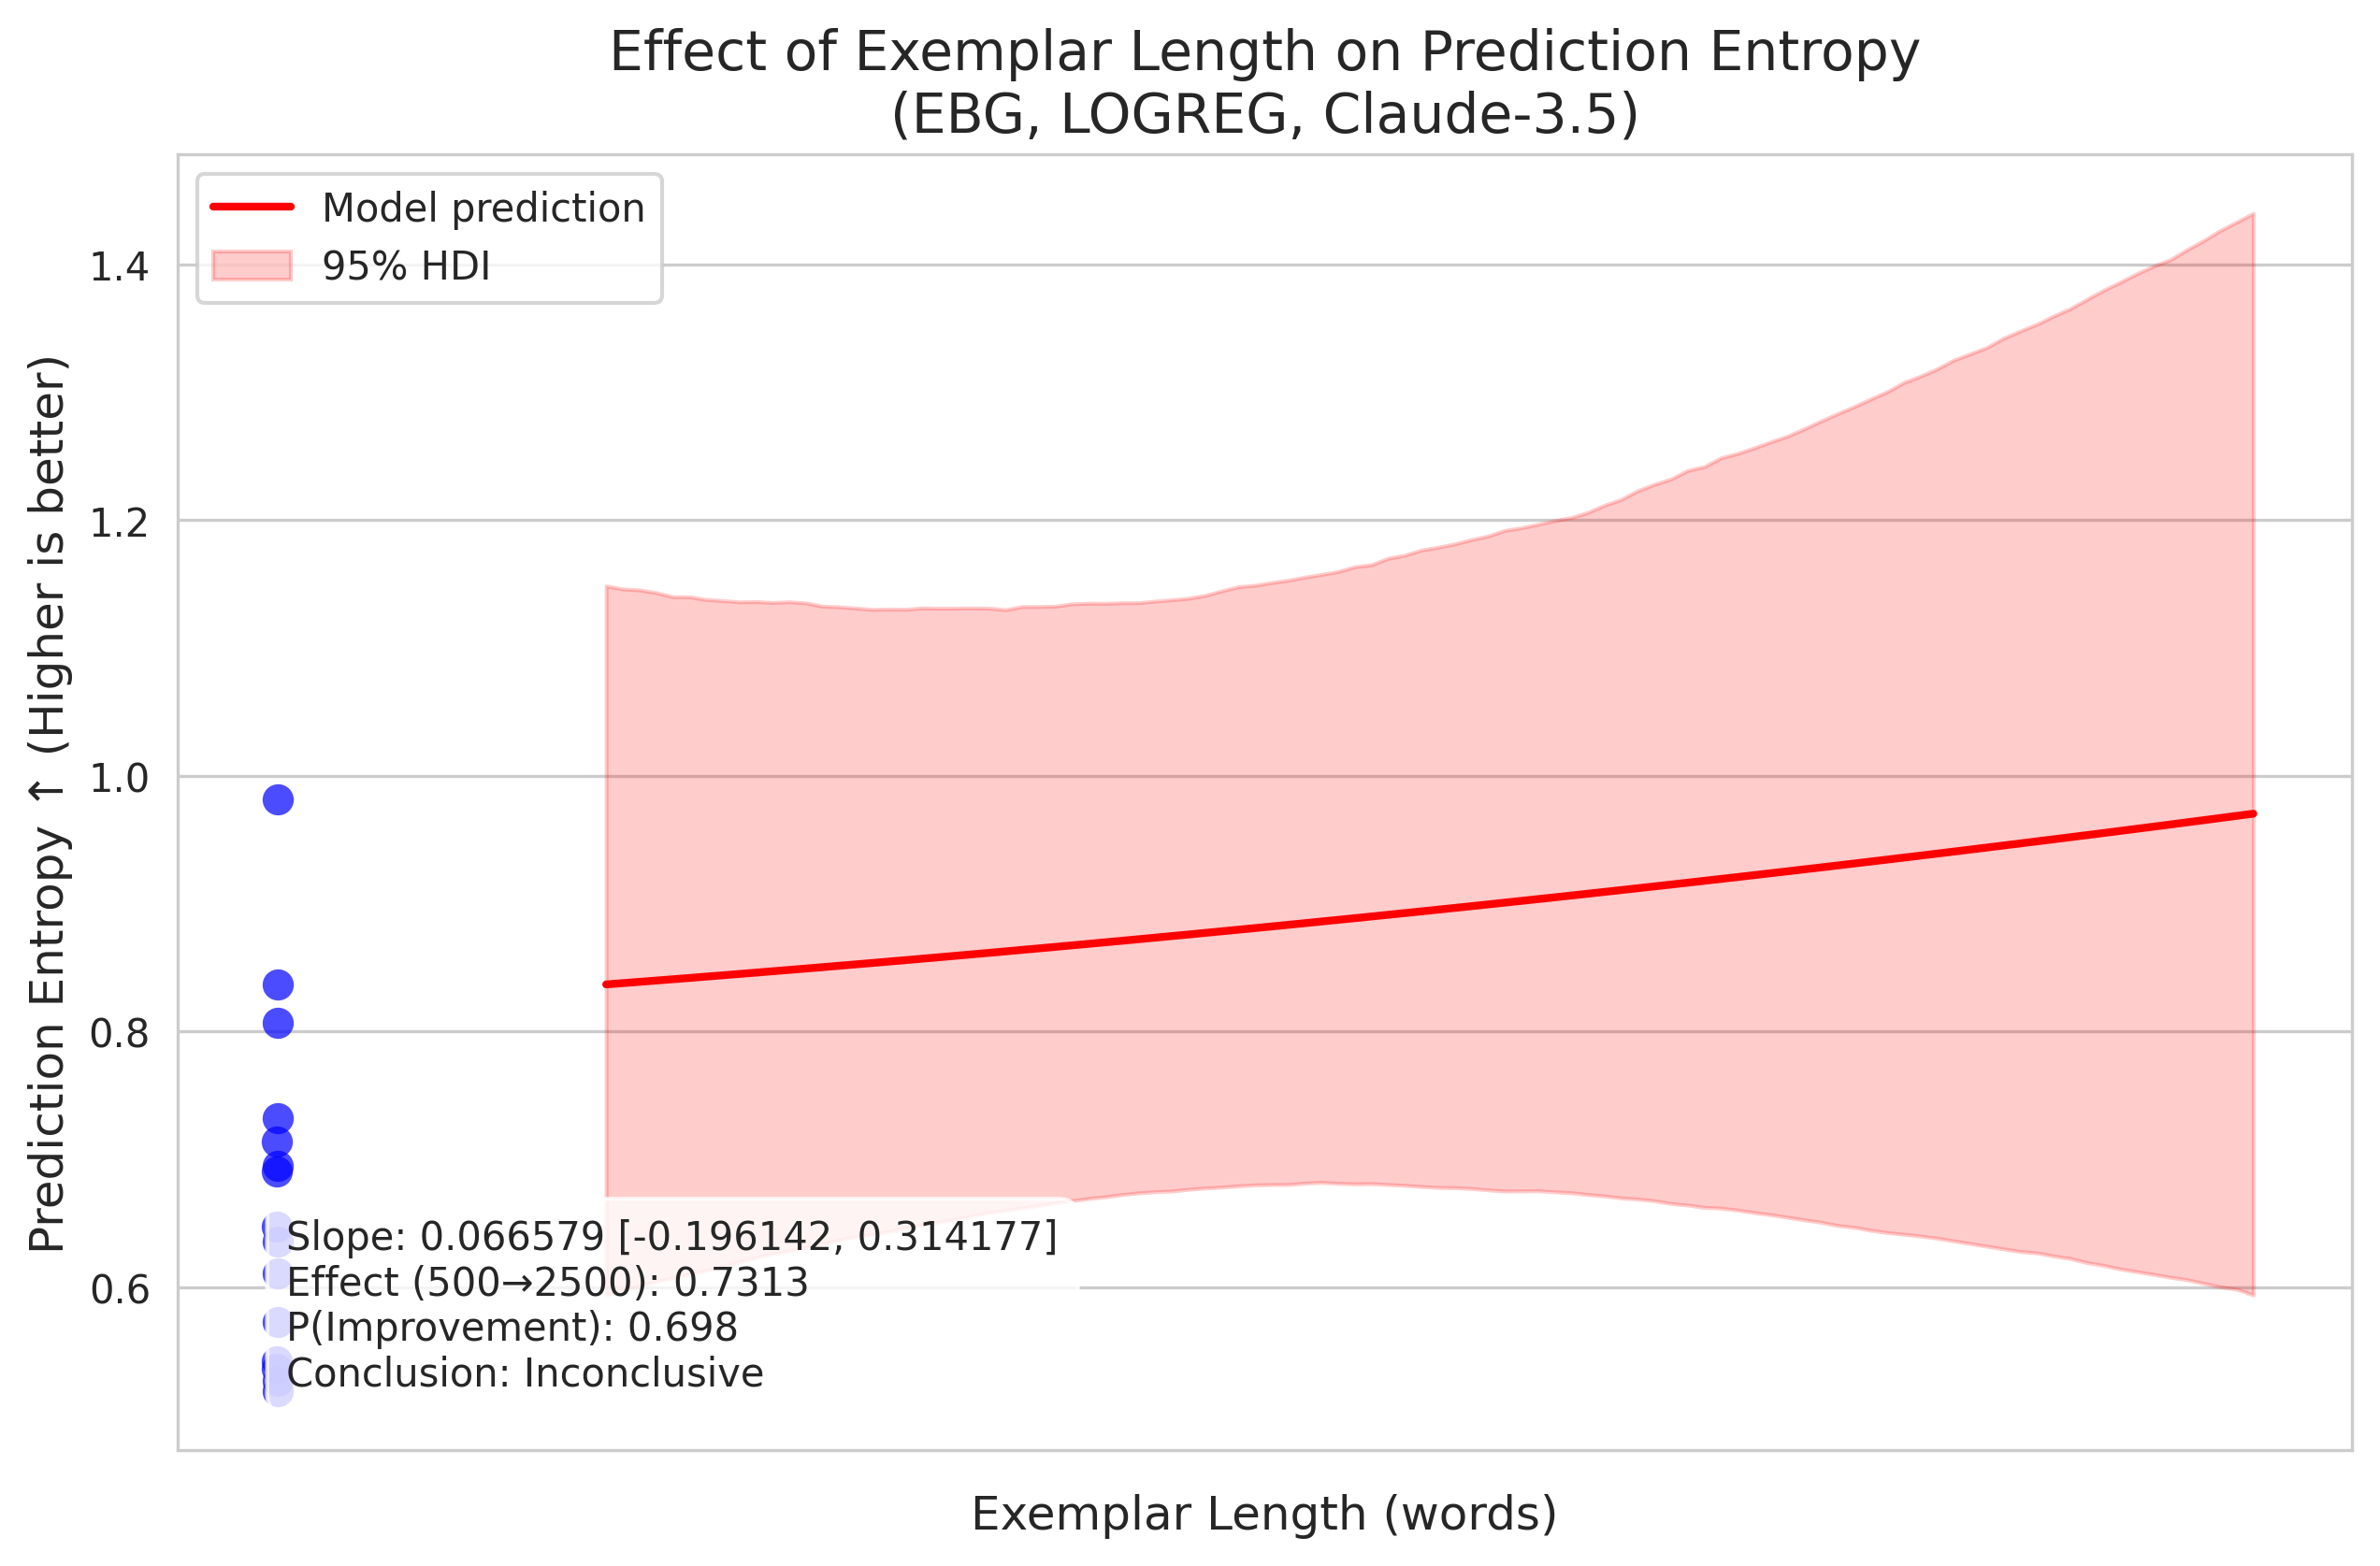 Effect of Exemplar Length on Prediction Entropy
(EBG, LOGREG, Claude-3.5)
Model prediction
95% HDI
Prediction Entropy ↑ (Higher is better)
1.4
1.2
1.0
0.8
0.6
Slope: 0.066579 [-0.196142, 0.314177]
Effect (500→2500): 0.7313
P(Improvement): 0.698
Conclusion: Inconclusive
Exemplar Length (words)